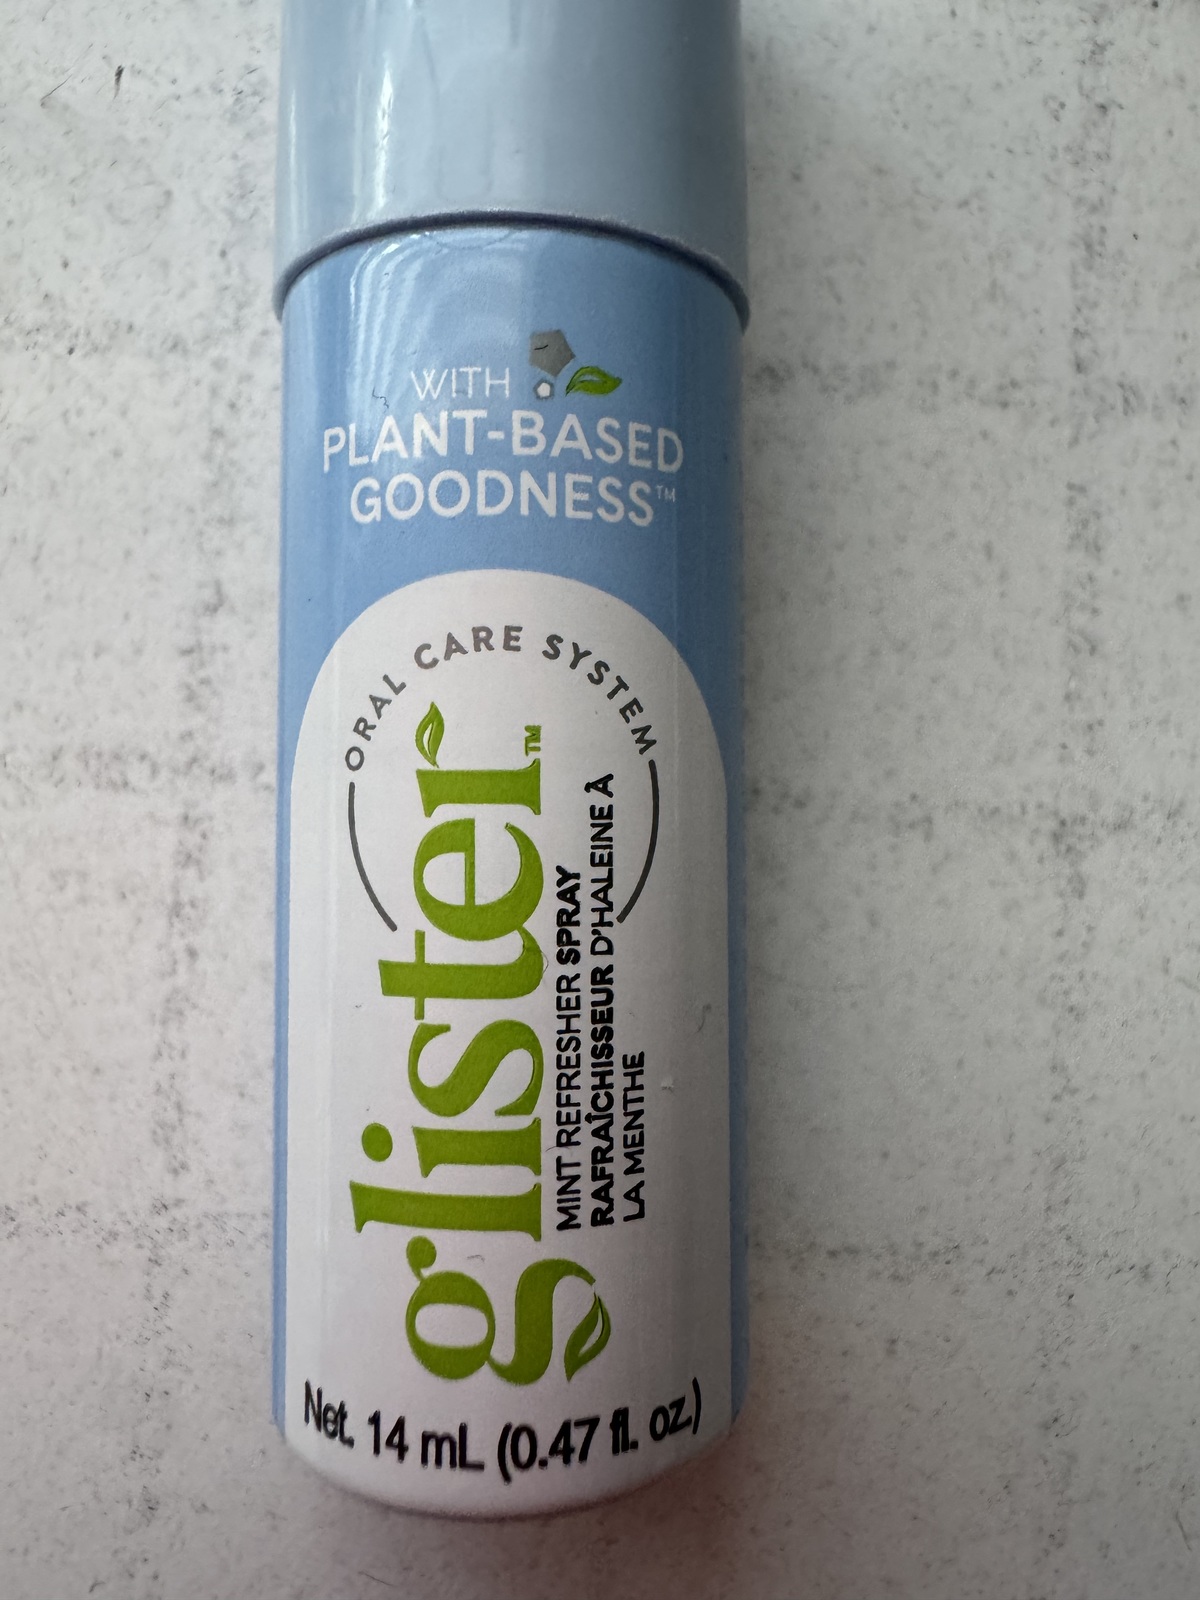 WITH
PLANT-BASED
GOODNESS™
ORAL CARE SYSTEM
glister™
MINT REFRESHER SPRAY
RAFRAÎCHISSEUR D'HALEINE À
LA MENTHE
Net. 14 mL (0.47 fl. oz.)